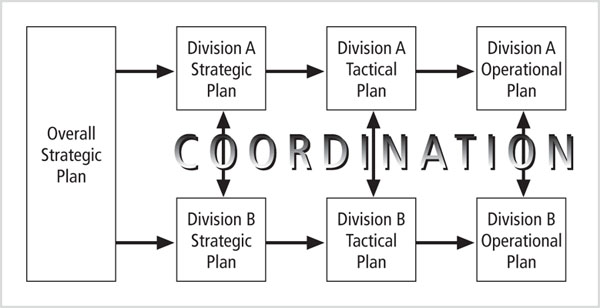 Overall
Strategic
Plan
Division A
Strategic
Plan
Division A
Tactical
Plan
Division A
Operational
Plan
COORDINATION
Division B
Strategic
Plan
Division B
Tactical
Plan
Division B
Operational
Plan